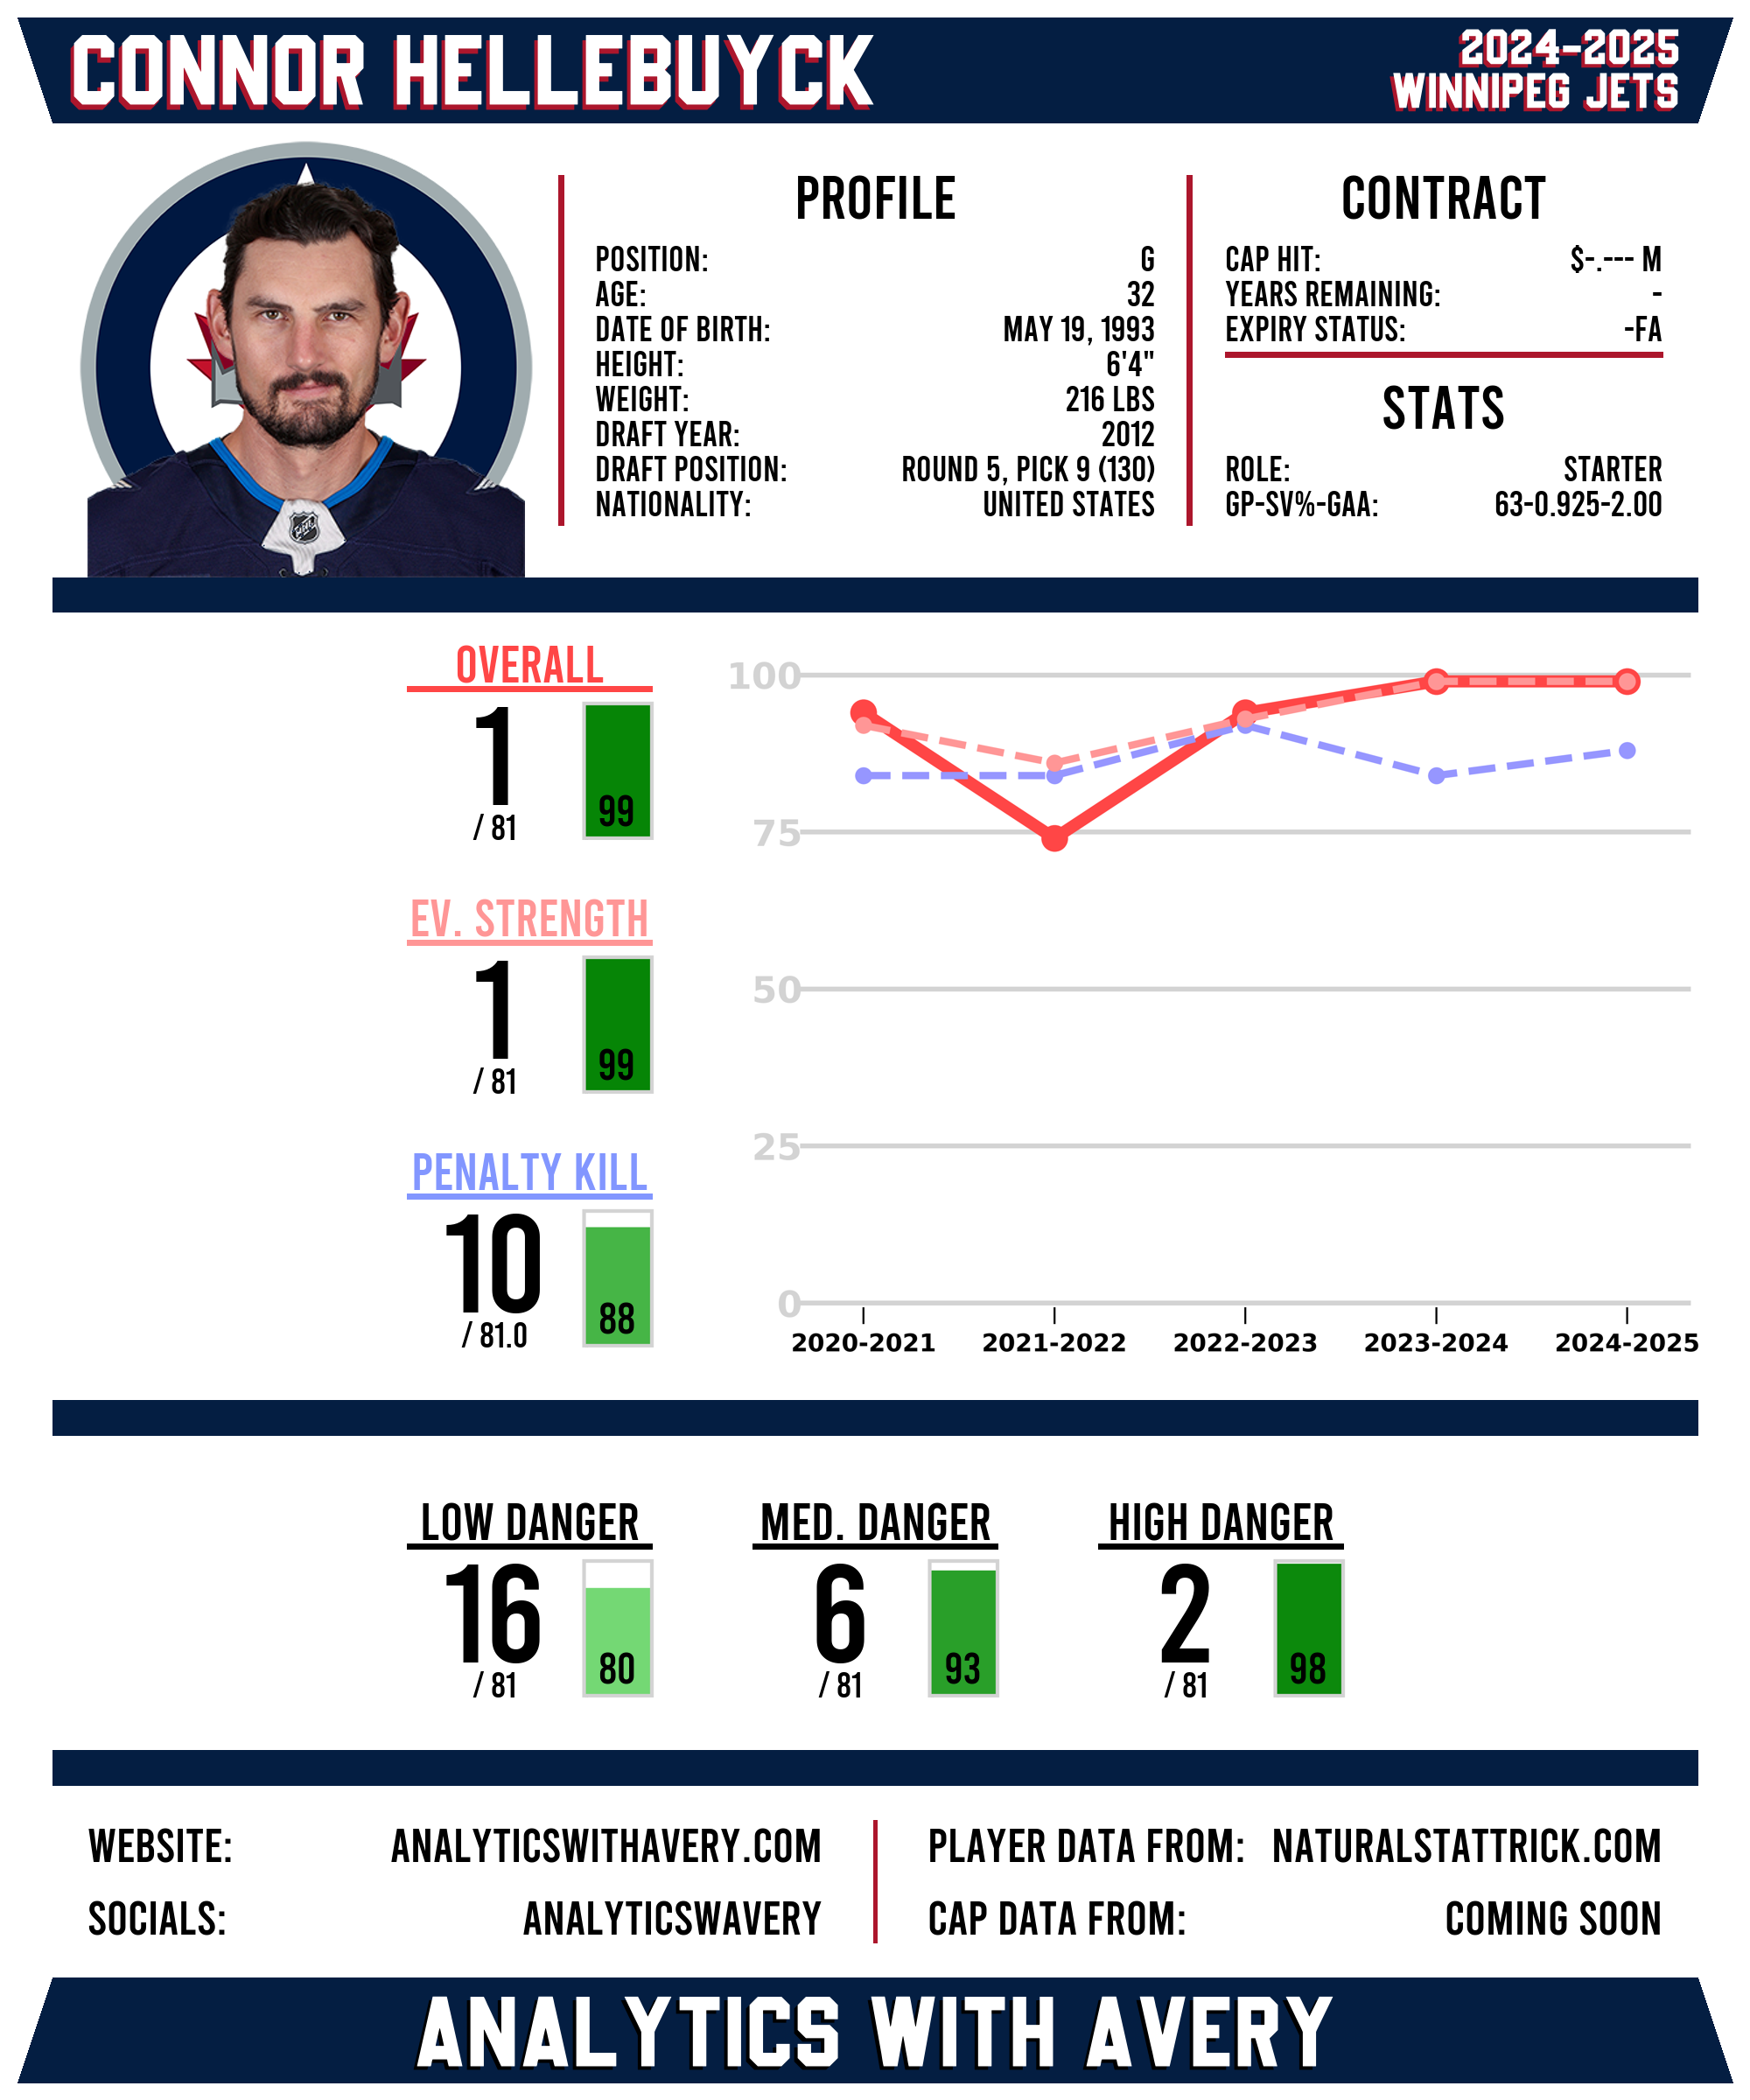 CONNOR HELLEBUYCK
2024-2025
WINNIPEG JETS
PROFILE
POSITION: G
AGE: 32
DATE OF BIRTH: MAY 19, 1993
HEIGHT: 6'4"
WEIGHT: 216 LBS
DRAFT YEAR: 2012
DRAFT POSITION: ROUND 5, PICK 9 (130)
NATIONALITY: UNITED STATES
CONTRACT
CAP HIT: $-.--- M
YEARS REMAINING: -
EXPIRY STATUS: -FA
STATS
ROLE: STARTER
GP-SV%-GAA: 63-0.925-2.00
OVERALL
1
/ 81
99
EV. STRENGTH
1
/ 81
99
PENALTY KILL
10
/ 81.0
88
100
75
50
25
0
2020-2021 2021-2022 2022-2023 2023-2024 2024-2025
LOW DANGER
16
/ 81
80
MED. DANGER
6
/ 81
93
HIGH DANGER
2
/ 81
98
WEBSITE: ANALYTICSWITHAVERY.COM
SOCIALS: ANALYTICSWAVERY
PLAYER DATA FROM: NATURALSTATTRICK.COM
CAP DATA FROM: COMING SOON
ANALYTICS WITH AVERY